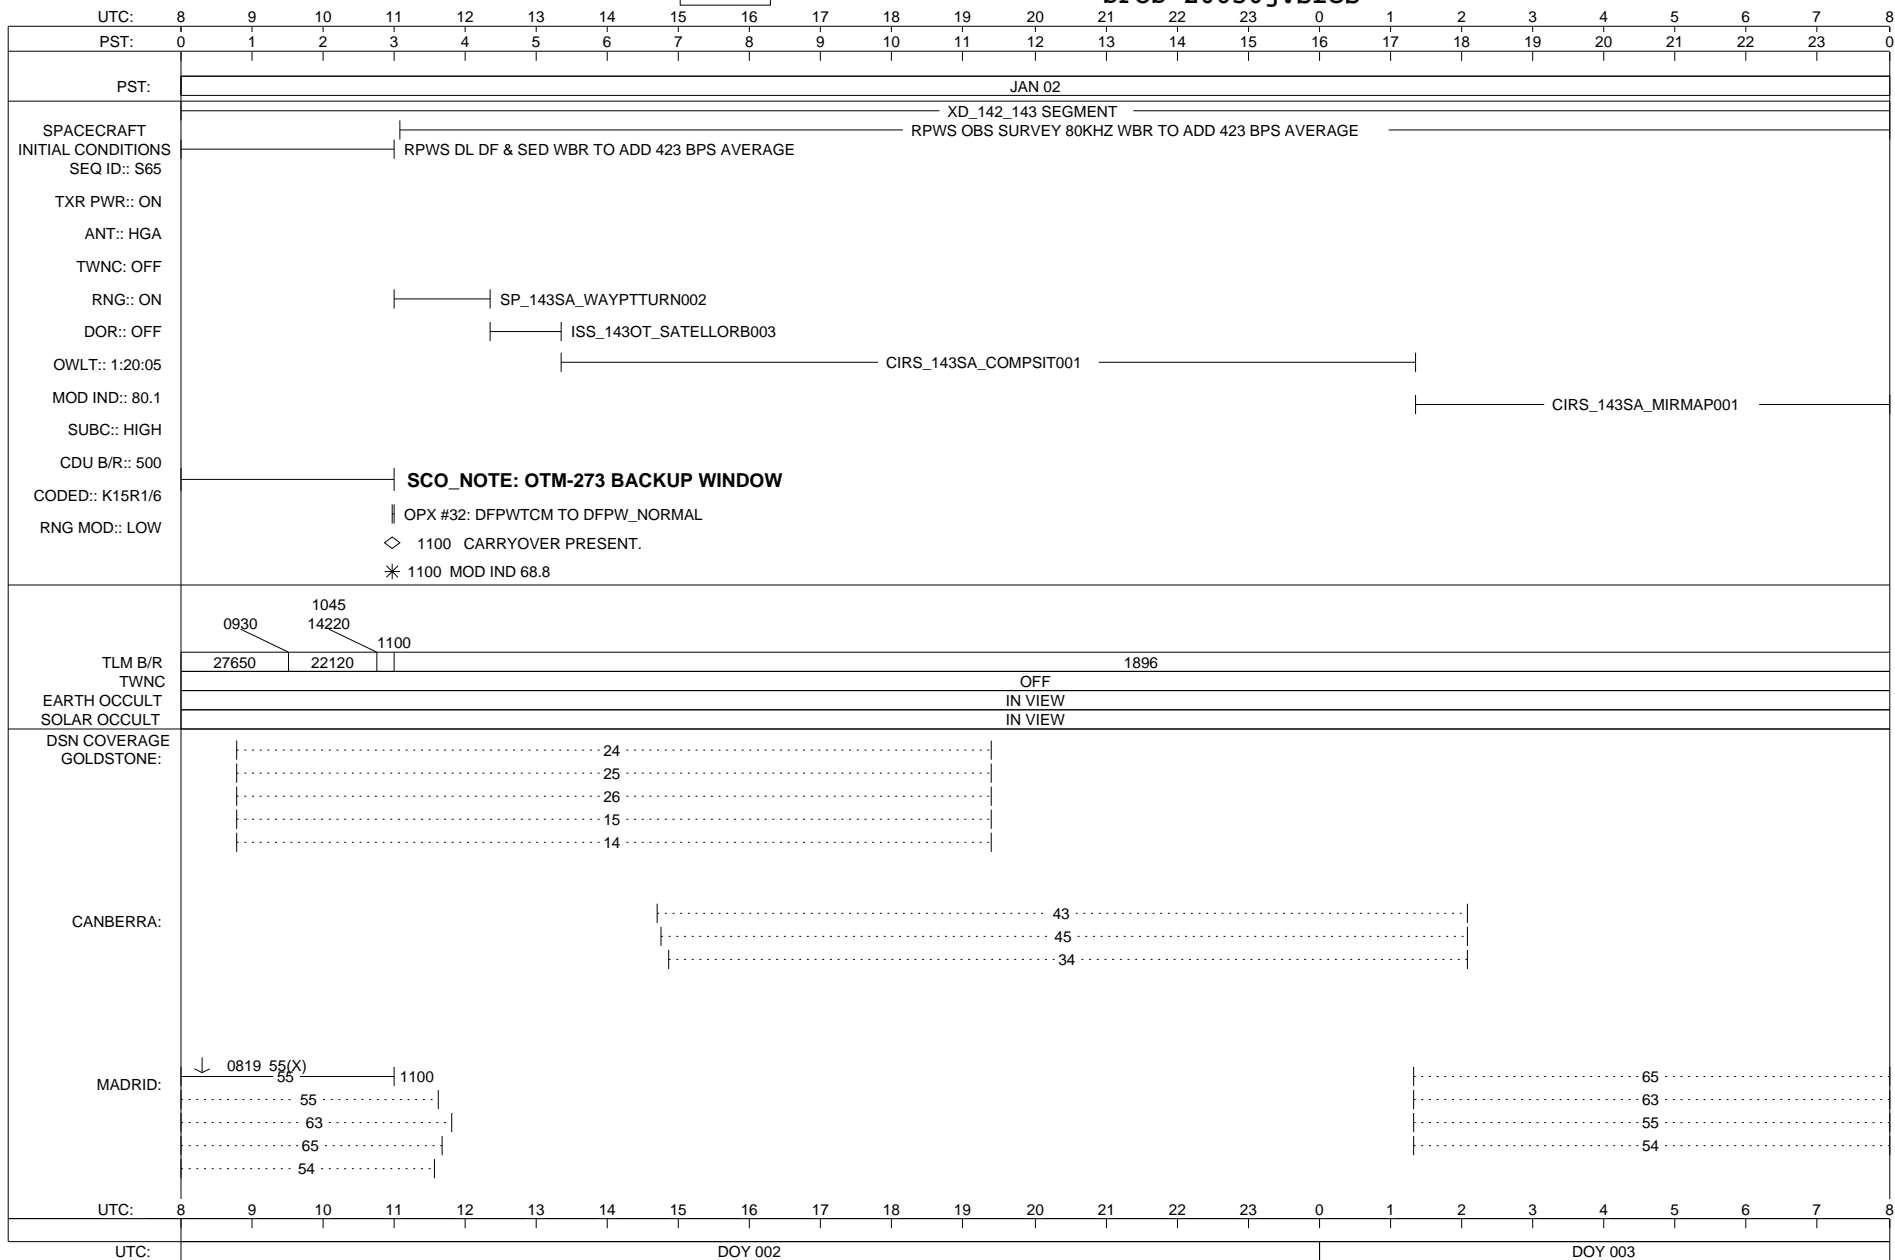 UTC: 8 9 10 11 12 13 14 15 16 17 18 19 20 21 22 23 0 1 2 3 4 5 6 7 8
PST: 0 1 2 3 4 5 6 7 8 9 10 11 12 13 14 15 16 17 18 19 20 21 22 23 0
PST: JAN 02
XD_142_143 SEGMENT
SPACECRAFT RPWS OBS SURVEY 80KHZ WBR TO ADD 423 BPS AVERAGE
INITIAL CONDITIONS RPWS DL DF & SED WBR TO ADD 423 BPS AVERAGE
SEQ ID:: S65
TXR PWR:: ON
ANT:: HGA
TWNC: OFF
RNG:: ON SP_143SA_WAYPTTURN002
DOR:: OFF ISS_143OT_SATELLORB003
OWLT:: 1:20:05 CIRS_143SA_COMPSIT001
MOD IND:: 80.1 CIRS_143SA_MIRMAP001
SUBC:: HIGH
CDU B/R:: 500
SCO_NOTE: OTM-273 BACKUP WINDOW
CODED:: K15R1/6
OPX #32: DFPWTCM TO DFPW_NORMAL
RNG MOD:: LOW
1100 CARRYOVER PRESENT.
1100 MOD IND 68.8
1045
0930 14220
1100
TLM B/R 27650 22120 1896
TWNC OFF
EARTH OCCULT IN VIEW
SOLAR OCCULT IN VIEW
DSN COVERAGE
GOLDSTONE: 24
25
26
15
14
CANBERRA: 43
45
34
0819 55(X)
MADRID: 55 1100 65
55 63
63 55
65 54
54
UTC: 8 9 10 11 12 13 14 15 16 17 18 19 20 21 22 23 0 1 2 3 4 5 6 7 8
UTC: DOY 002 DOY 003